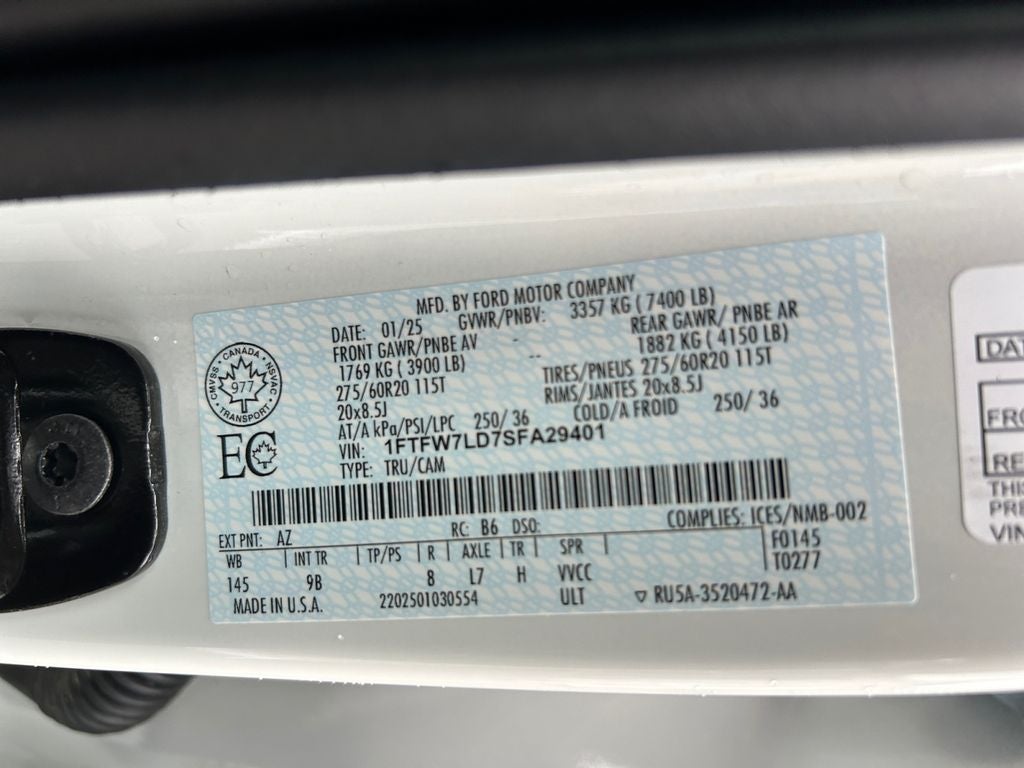 MFD. BY FORD MOTOR COMPANY
DATE: 01/25 GVWR/PNBV: 3357 KG ( 7400 LB)
FRONT GAWR/PNBE AV REAR GAWR/ PNBE AR
1769 KG ( 3900 LB) 1882 KG ( 4150 LB)
275/60R20 115T TIRES/PNEUS 275/60R20 115T
20x8.5J RIMS/JANTES 20x8.5J
AT/A kPa/PSI/LPC 250/ 36 COLD/A FROID 250/ 36
VIN: 1FTFW7LD7SFA29401
TYPE: TRU/CAM
CMVSS • CANADA • NSVAC
977
• TRANSPORT •
EC
EXT PNT: AZ RC: B6 DSO: COMPLIES: ICES/NMB-002
WB INT TR TP/PS R AXLE TR SPR F0145
T0277
145 9B 8 L7 H VVCC
MADE IN U.S.A. 2202501030554 ULT ▽ RU5A-3520472-AA
DAT
FRO
RE
THI
PRE
VIN